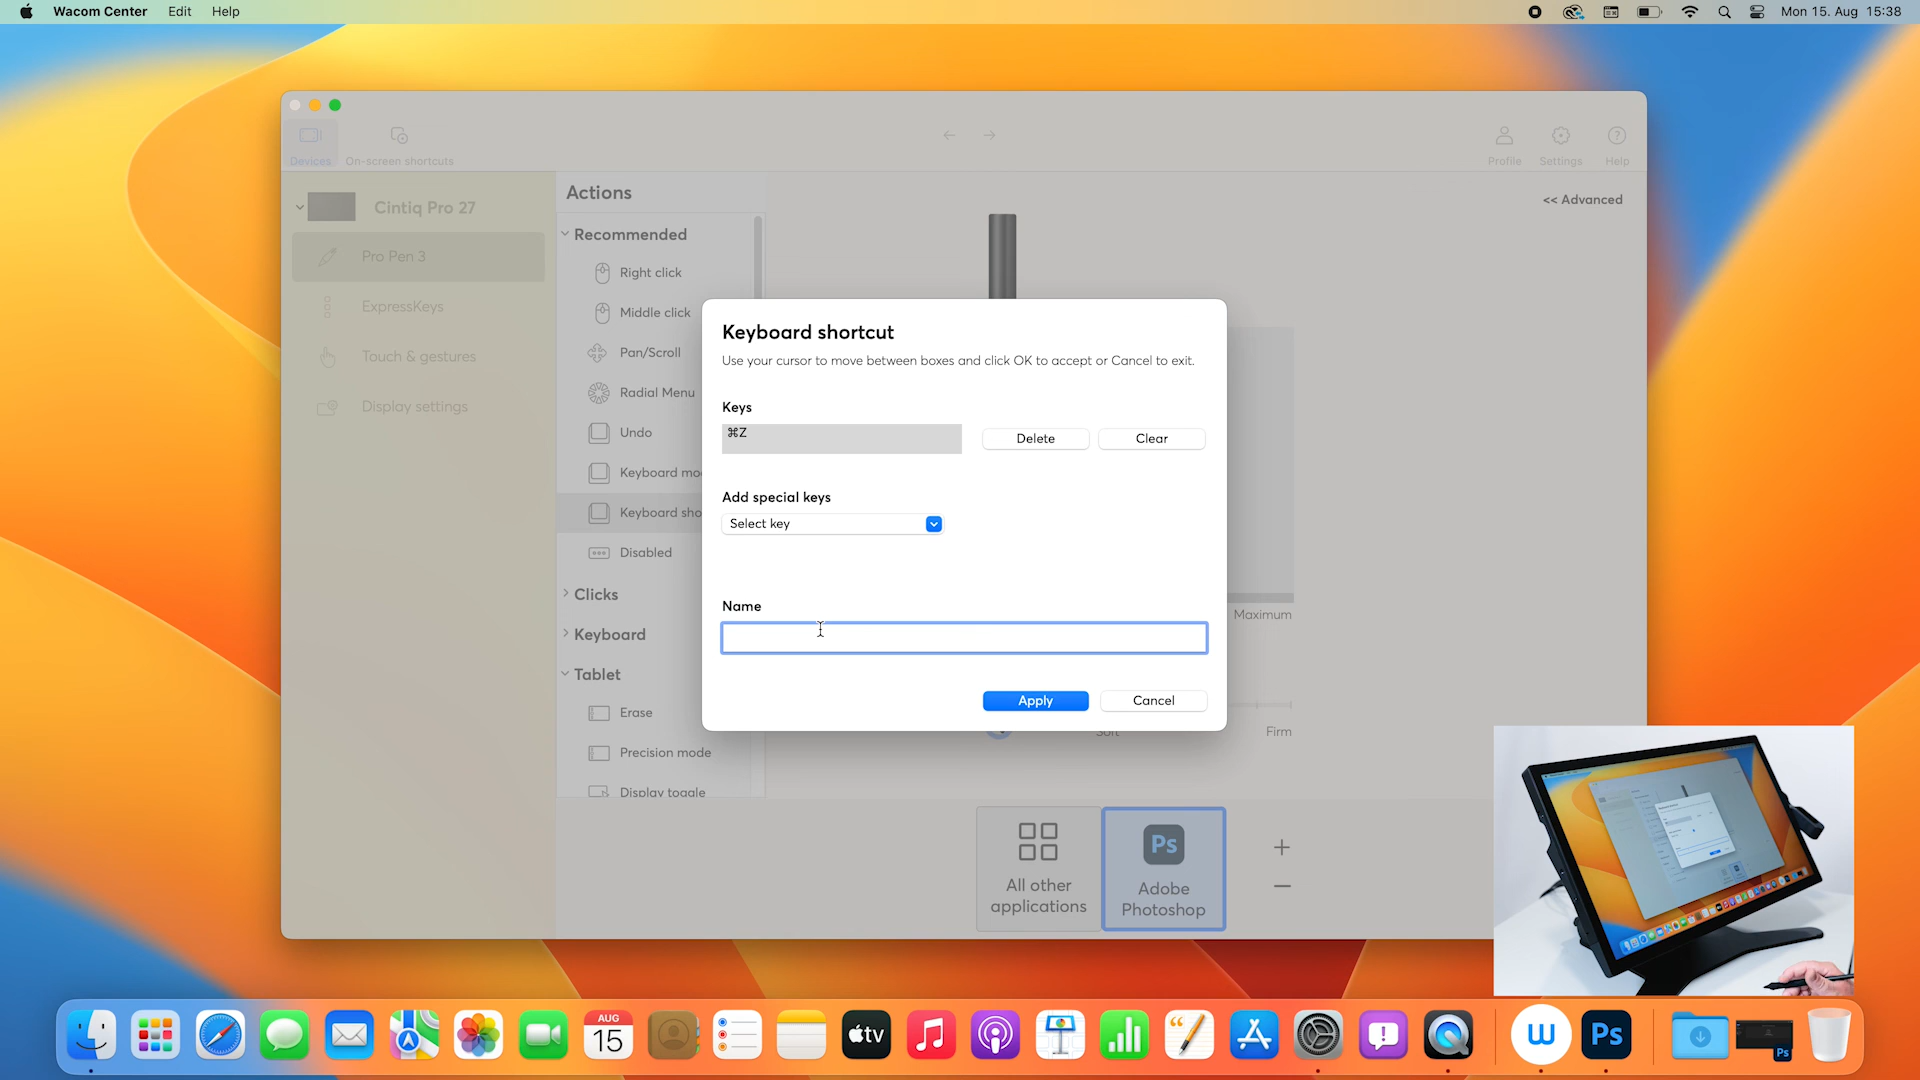 Wacom Center Edit Help
Mon 15. Aug 15:38
Devices
On-screen shortcuts
Profile
Settings
Help
Cintiq Pro 27
Pro Pen 3
ExpressKeys
Touch & gestures
Display settings
Actions
Recommended
Right click
Middle click
Pan/Scroll
Radial Menu
Undo
Keyboard mo
Keyboard sho
Disabled
Clicks
Keyboard
Tablet
Erase
Precision mode
Display toggle
<< Advanced
Keyboard shortcut
Use your cursor to move between boxes and click OK to accept or Cancel to exit.
Keys
⌘Z
Delete
Clear
Add special keys
Select key
Name
Apply
Cancel
Maximum
Soft
Firm
All other
applications
Ps
Adobe
Photoshop
AUG
15
tv
W
Ps
Ps